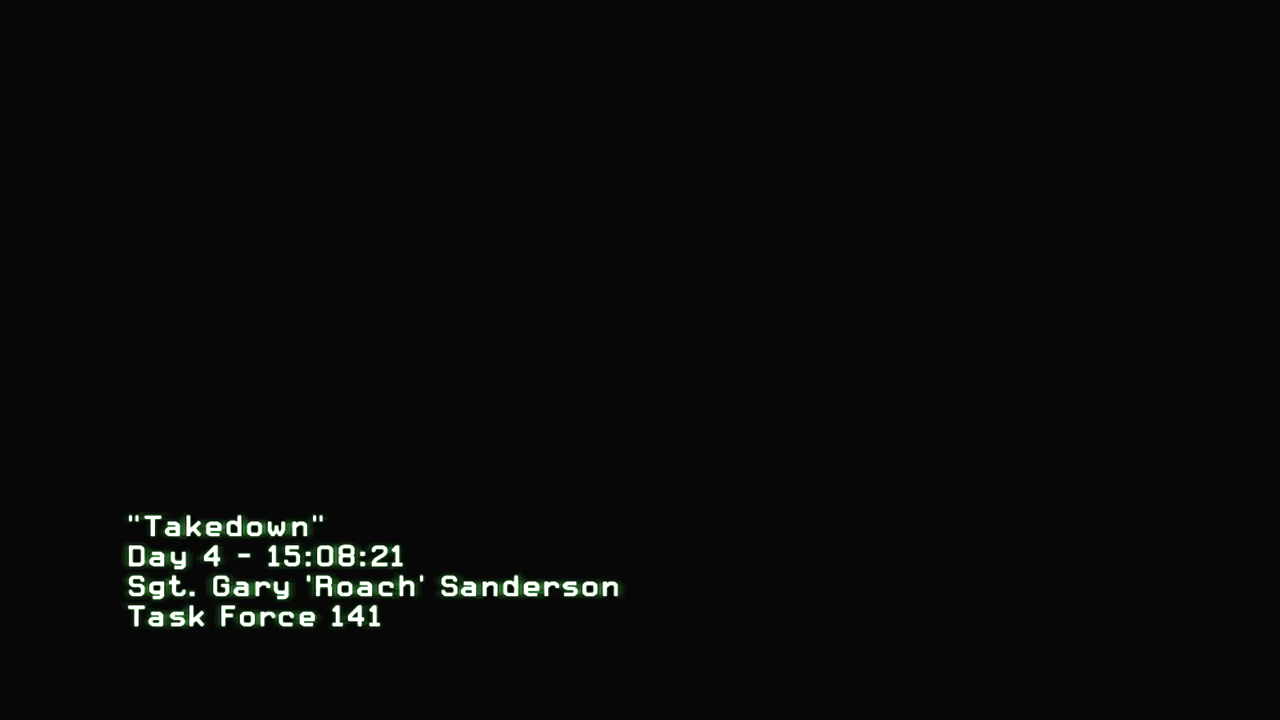 "Takedown"
Day 4 - 15:08:21
Sgt. Gary 'Roach' Sanderson
Task Force 141